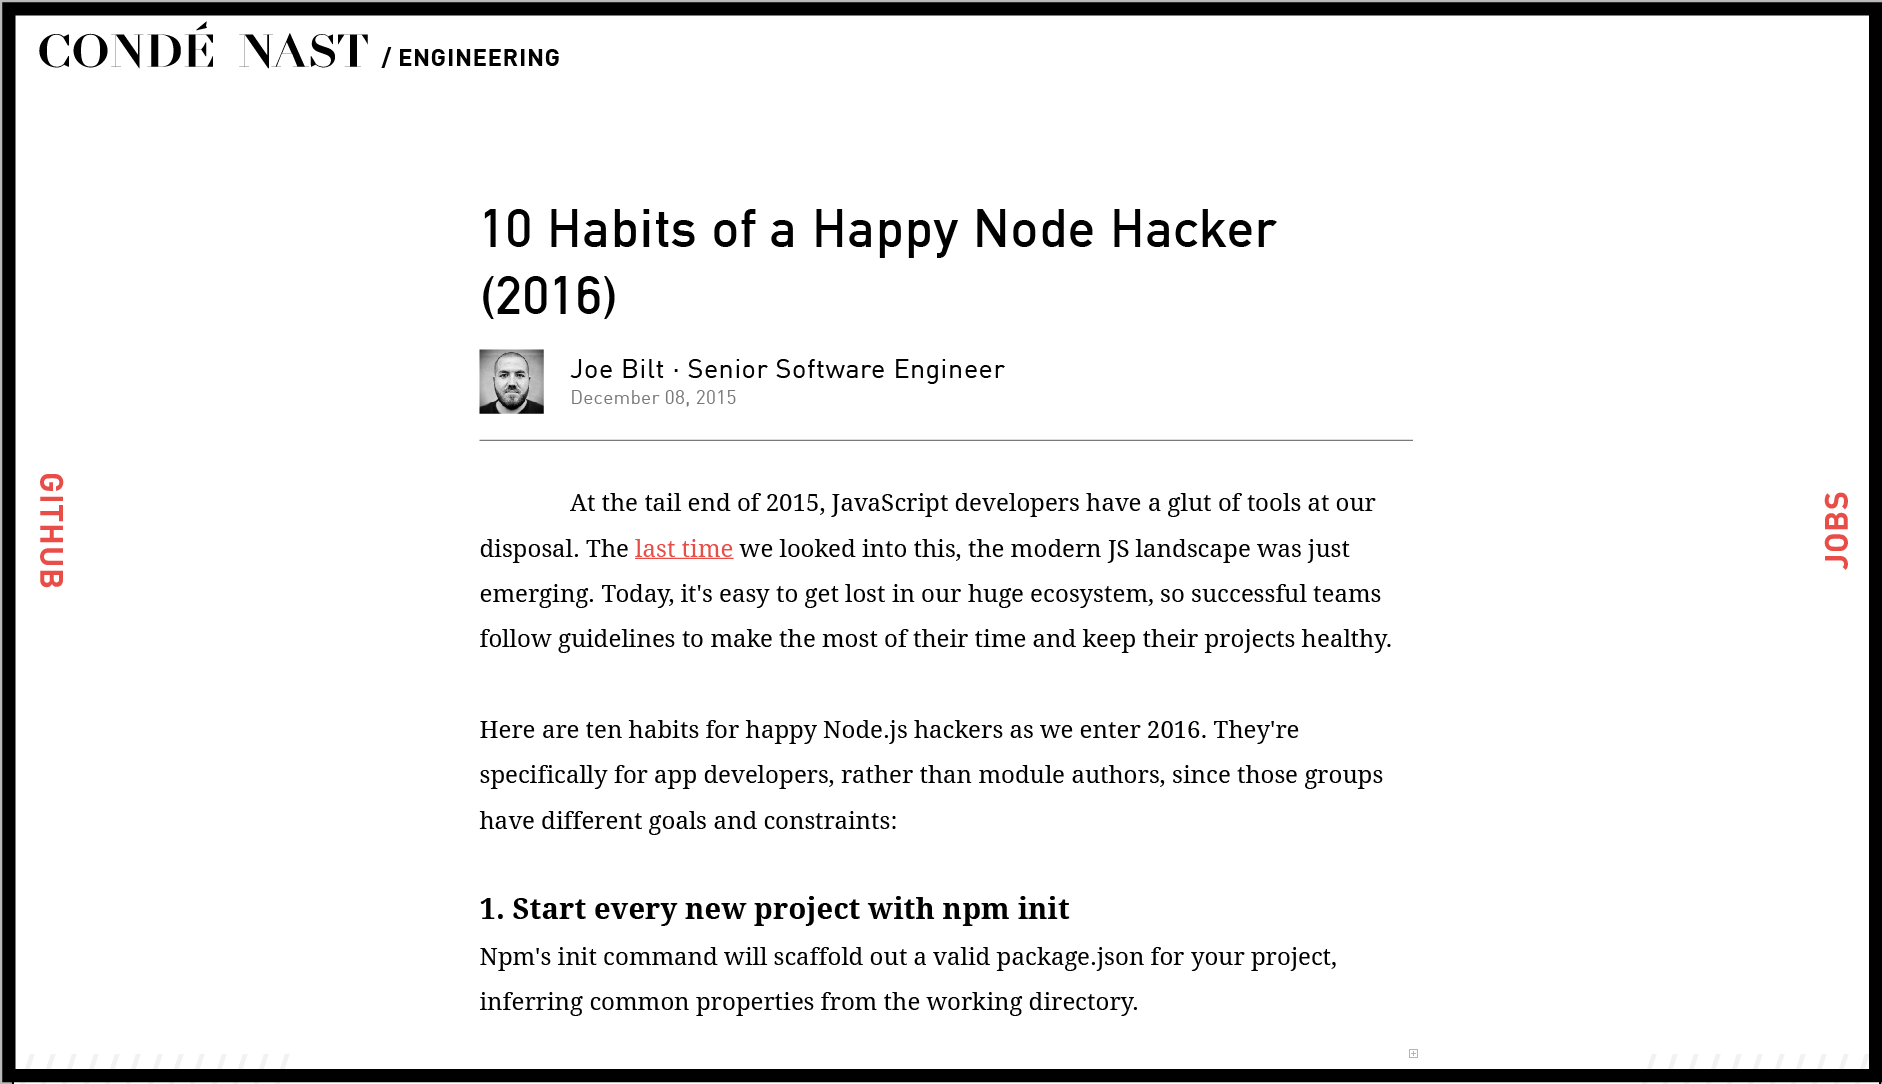 CONDÉ NAST / ENGINEERING
10 Habits of a Happy Node Hacker
(2016)
Joe Bilt · Senior Software Engineer
December 08, 2015
GITHUB
JOBS
At the tail end of 2015, JavaScript developers have a glut of tools at our
disposal. The last time we looked into this, the modern JS landscape was just
emerging. Today, it's easy to get lost in our huge ecosystem, so successful teams
follow guidelines to make the most of their time and keep their projects healthy.
Here are ten habits for happy Node.js hackers as we enter 2016. They're
specifically for app developers, rather than module authors, since those groups
have different goals and constraints:
1. Start every new project with npm init
Npm's init command will scaffold out a valid package.json for your project,
inferring common properties from the working directory.